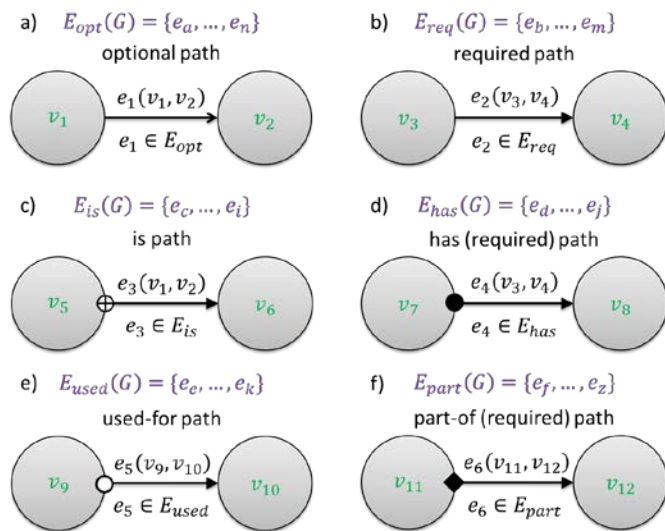 a) E_opt(G) = {e_a, …, e_n}
optional path
v_1 e_1(v_1, v_2) v_2
e_1 ∈ E_opt
b) E_req(G) = {e_b, …, e_m}
required path
v_3 e_2(v_3, v_4) v_4
e_2 ∈ E_req
c) E_is(G) = {e_c, …, e_i}
is path
v_5 e_3(v_1, v_2) v_6
e_3 ∈ E_is
d) E_has(G) = {e_d, …, e_j}
has (required) path
v_7 e_4(v_3, v_4) v_8
e_4 ∈ E_has
e) E_used(G) = {e_e, …, e_k}
used-for path
v_9 e_5(v_9, v_10) v_10
e_5 ∈ E_used
f) E_part(G) = {e_f, …, e_z}
part-of (required) path
v_11 e_6(v_11, v_12) v_12
e_6 ∈ E_part